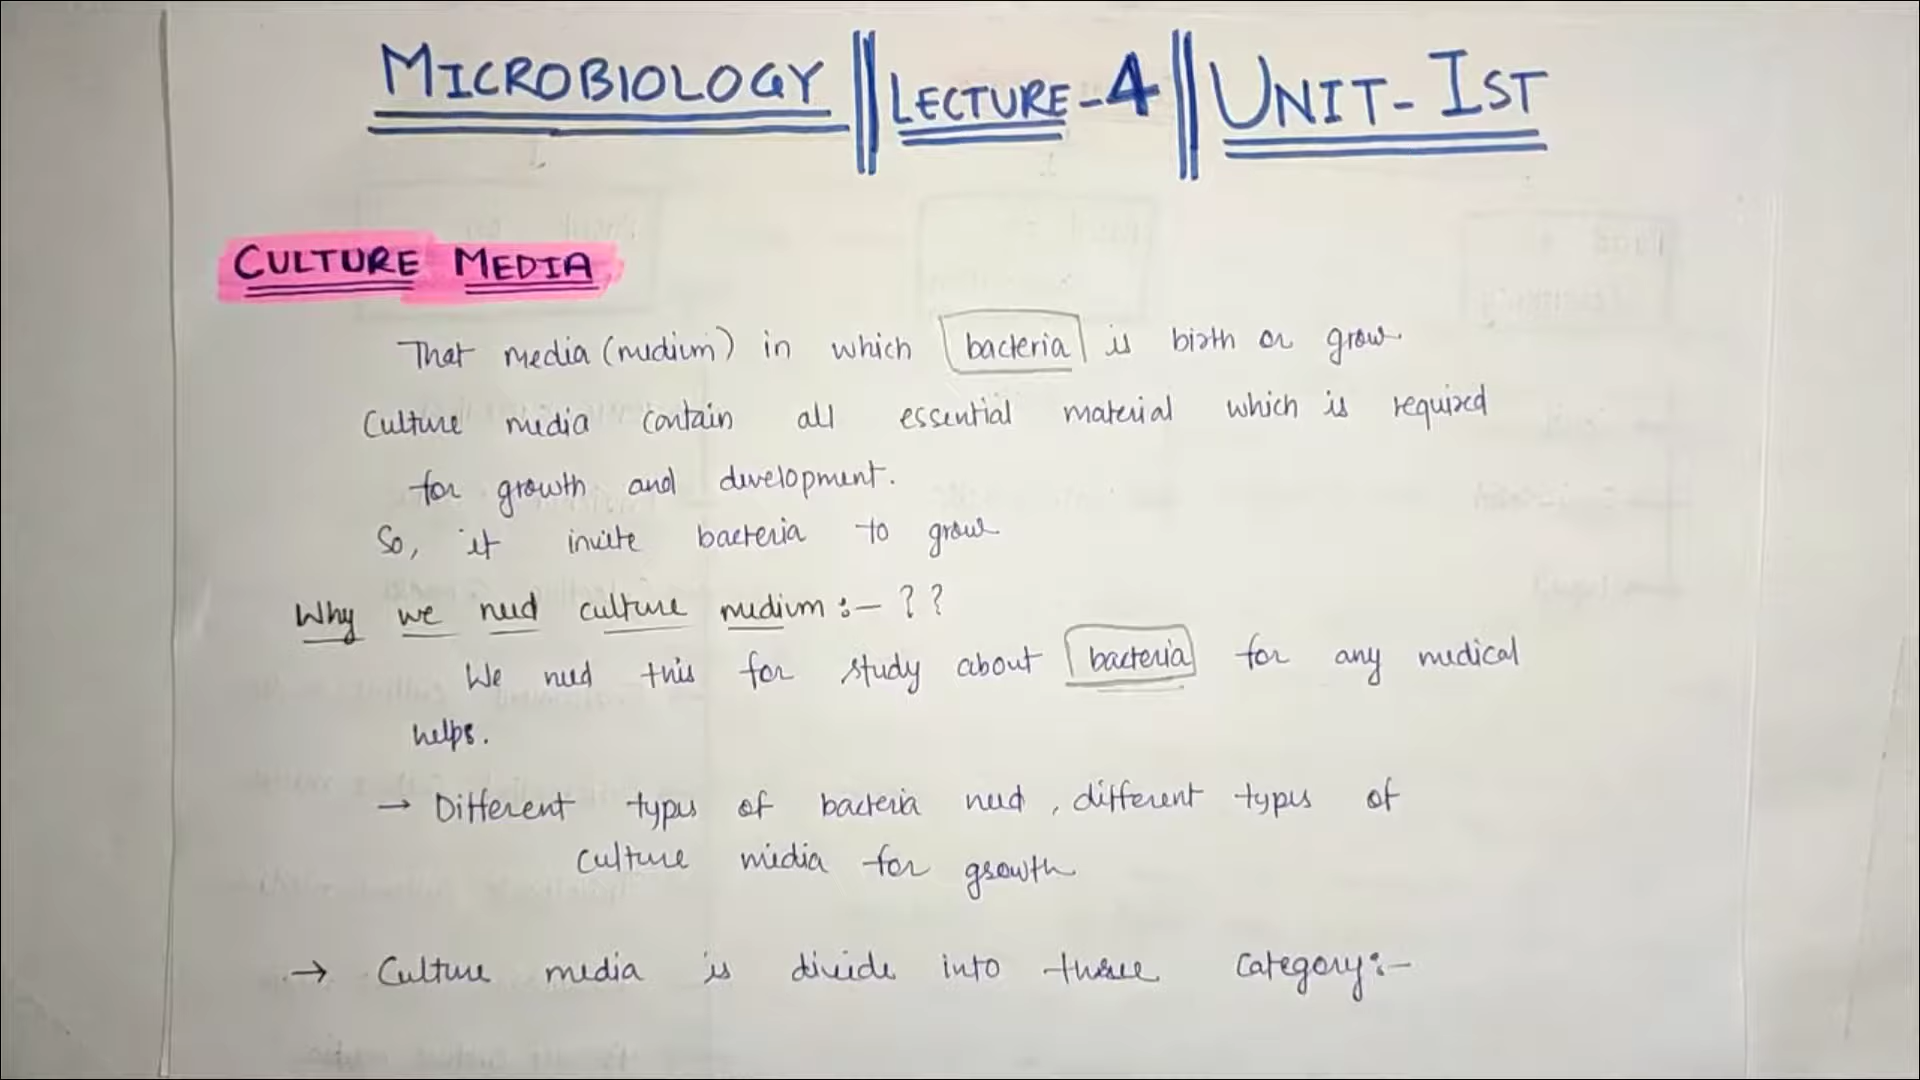 MICROBIOLOGY || LECTURE-4 || UNIT-IST
CULTURE MEDIA
That media (medium) in which bacteria is birth or grow
Culture media contain all essential material which is required
for growth and development.
So, it invite bacteria to grow
Why we need culture medium :- ??
We need this for study about bacteria for any medical
helps.
→ Different types of bacteria need , different types of
culture media for growth
→ Culture media is divide into three category:-